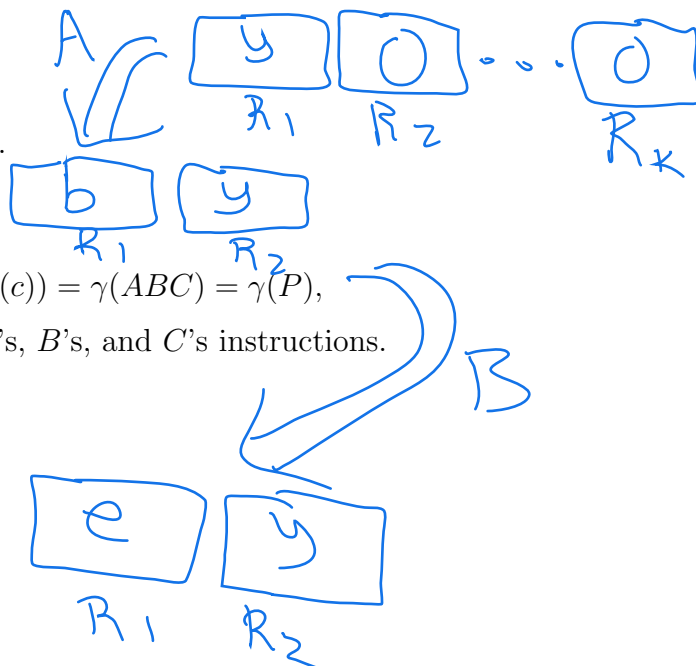 A y 0 ... 0
R1 R2 RK
.
b y
R1 R2
(c)) = γ(ABC) = γ(P),
's, B's, and C's instructions.
B
e y
R1 R2